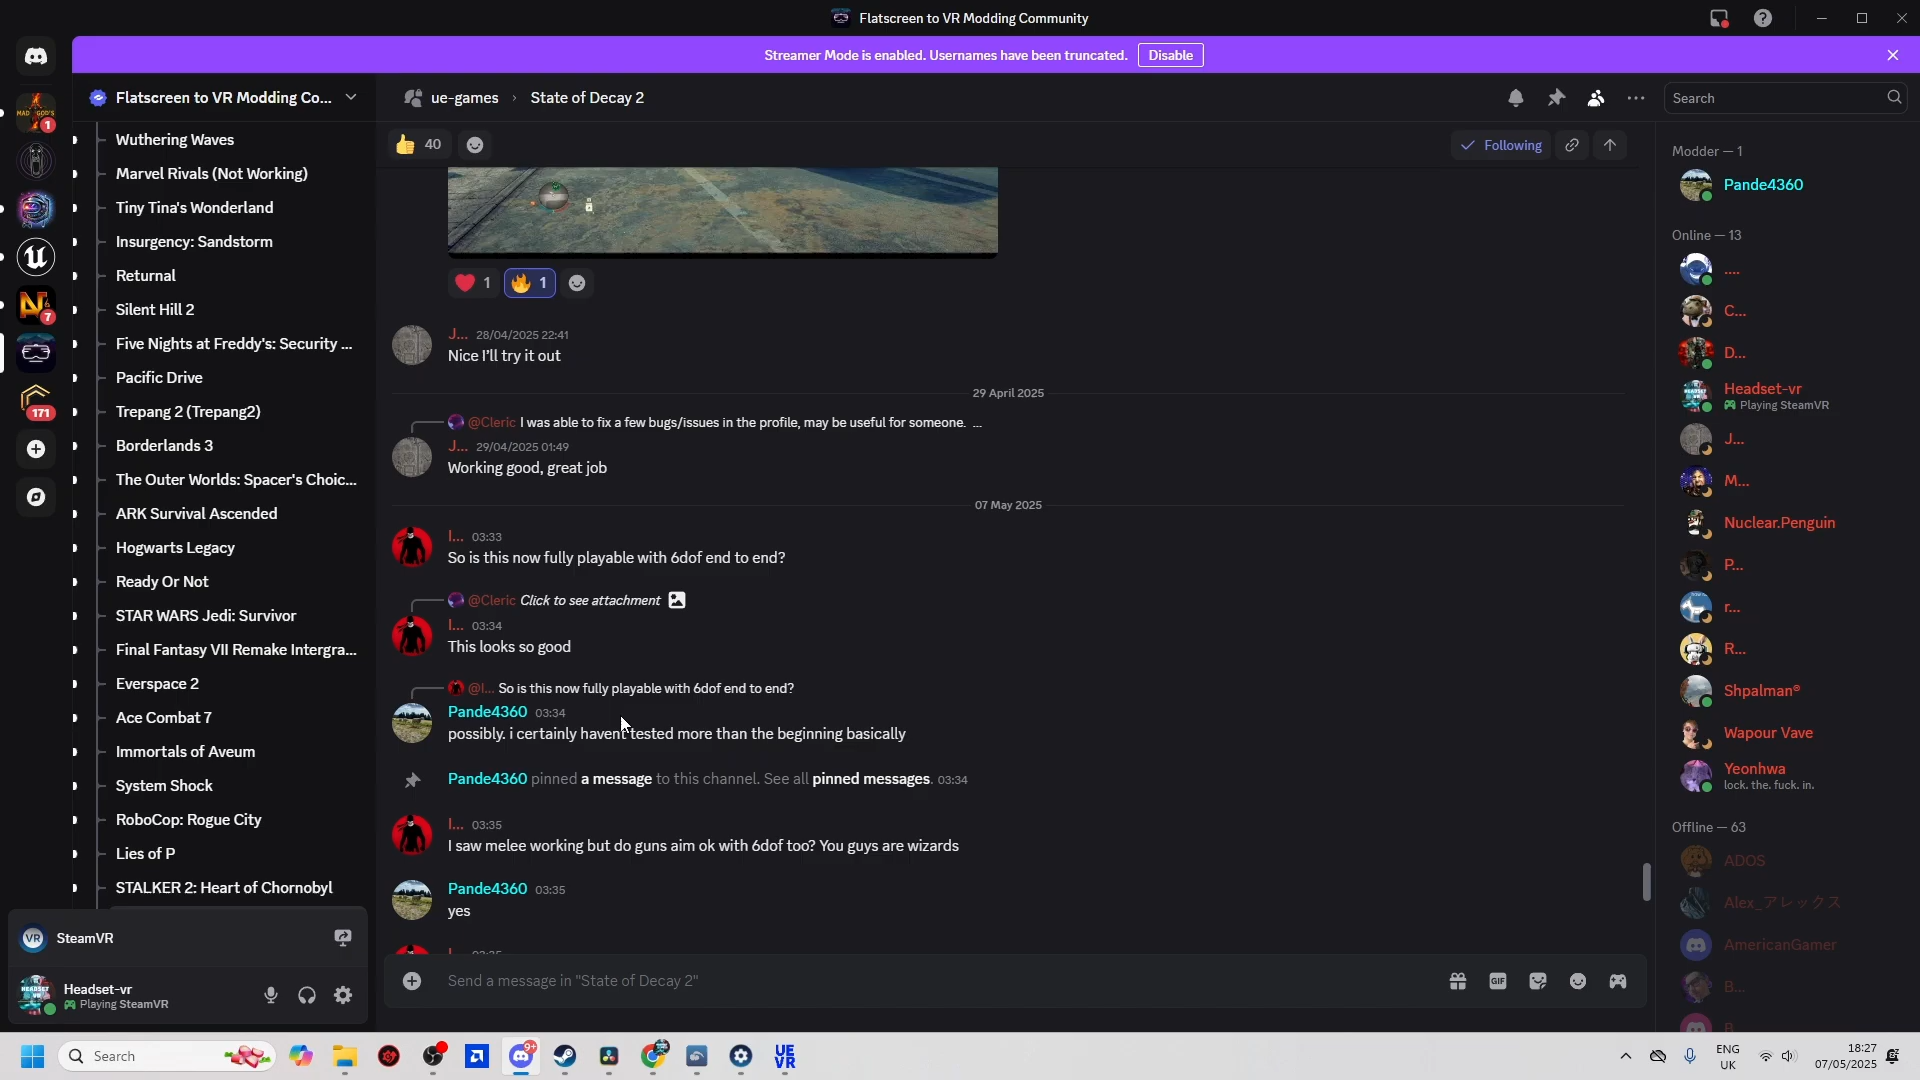 Flatscreen to VR Modding Community
Streamer Mode is enabled. Usernames have been truncated.
Disable
Flatscreen to VR Modding Co...
ue-games › State of Decay 2
Search
MAD GOD'S
1
7
171
Wuthering Waves
Marvel Rivals (Not Working)
Tiny Tina's Wonderland
Insurgency: Sandstorm
Returnal
Silent Hill 2
Five Nights at Freddy's: Security ...
Pacific Drive
Trepang 2 (Trepang2)
Borderlands 3
The Outer Worlds: Spacer's Choic...
ARK Survival Ascended
Hogwarts Legacy
Ready Or Not
STAR WARS Jedi: Survivor
Final Fantasy VII Remake Intergra...
Everspace 2
Ace Combat 7
Immortals of Aveum
System Shock
RoboCop: Rogue City
Lies of P
STALKER 2: Heart of Chornobyl
VR SteamVR
Headset-vr
Playing SteamVR
40
Following
1 1
J... 28/04/2025 22:41
Nice I'll try it out
29 April 2025
@Cleric I was able to fix a few bugs/issues in the profile, may be useful for someone. ...
J... 29/04/2025 01:49
Working good, great job
07 May 2025
I... 03:33
So is this now fully playable with 6dof end to end?
@Cleric Click to see attachment
I... 03:34
This looks so good
@I... So is this now fully playable with 6dof end to end?
Pande4360 03:34
possibly. i certainly havent tested more than the beginning basically
Pande4360 pinned a message to this channel. See all pinned messages. 03:34
I... 03:35
I saw melee working but do guns aim ok with 6dof too? You guys are wizards
Pande4360 03:35
yes
I... 03:35
Send a message in "State of Decay 2"
GIF
Modder — 1
Pande4360
Online — 13
....
C...
D...
Headset-vr
Playing SteamVR
J...
M...
Nuclear.Penguin
P...
r...
R...
Shpalman®
Wapour Vave
Yeonhwa
lock. the. fuck. in.
Offline — 63
ADOS
Alex_アレックス
AmericanGamer
B...
B
Search
9+
UE
VR
ENG
UK
18:27
07/05/2025